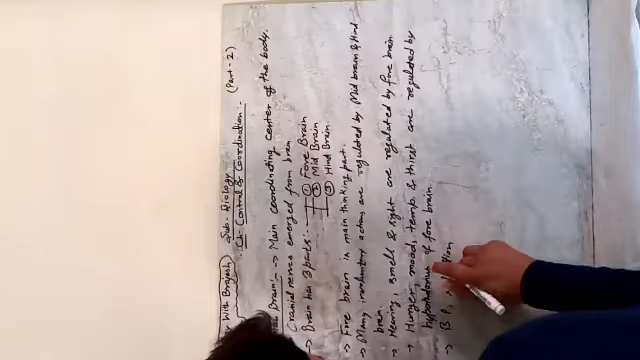 With Brajesh Sub. Biology (Part-2)
Ch. Control & Coordination.
Brain:- → Main coordinating center of the body.
Cranial nerves emerged from brain
→ Brain has 3 parts:- ① Fore Brain
② Mid Brain
③ Hind Brain.
→ Fore brain is main thinking part.
→ Many involuntary actions are regulated by Mid brain & Hind
brain.
→ Hearing, smell & sight are regulated by fore brain
→ Hunger, mood, temp. & thirst are regulated by
of fore brain.
→ B.P,